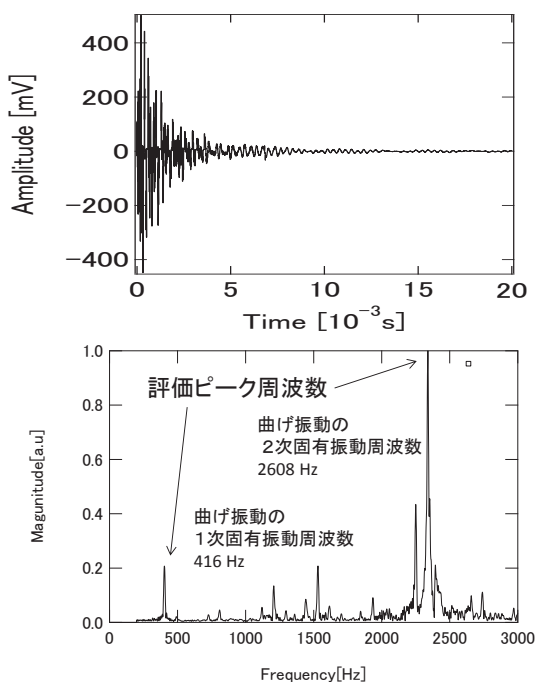 400
200
0
−200
−400
Amplitude [mV]
0 5 10 15 20
Time [10⁻³s]
1.0
0.8
0.6
0.4
0.2
0.0
Magunitude[a.u]
評価ピーク周波数
曲げ振動の
2次固有振動周波数
2608 Hz
曲げ振動の
1次固有振動周波数
416 Hz
0 500 1000 1500 2000 2500 3000
Frequency[Hz]